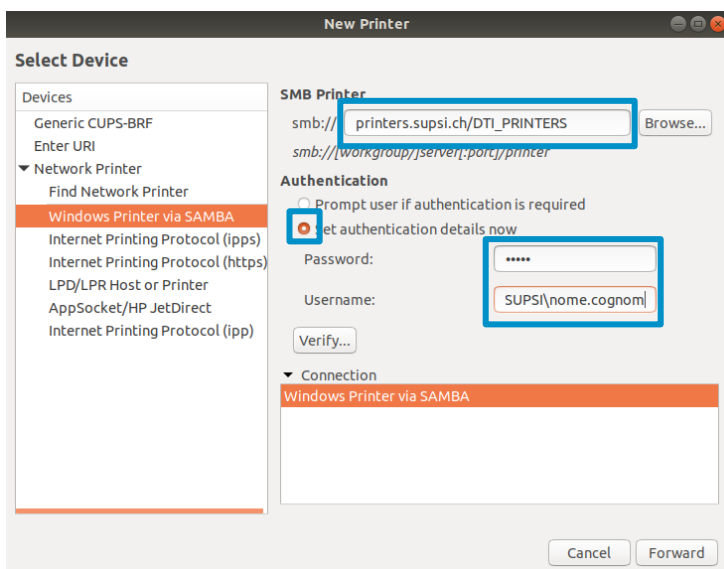 New Printer
Select Device
Devices
Generic CUPS-BRF
Enter URI
Network Printer
Find Network Printer
Windows Printer via SAMBA
Internet Printing Protocol (ipps)
Internet Printing Protocol (https)
LPD/LPR Host or Printer
AppSocket/HP JetDirect
Internet Printing Protocol (ipp)
SMB Printer
smb:// printers.supsi.ch/DTI_PRINTERS Browse...
smb://[workgroup/]server[:port]/printer
Authentication
Prompt user if authentication is required
Set authentication details now
Password: •••••
Username: SUPSI\nome.cognom
Verify...
Connection
Windows Printer via SAMBA
Cancel Forward